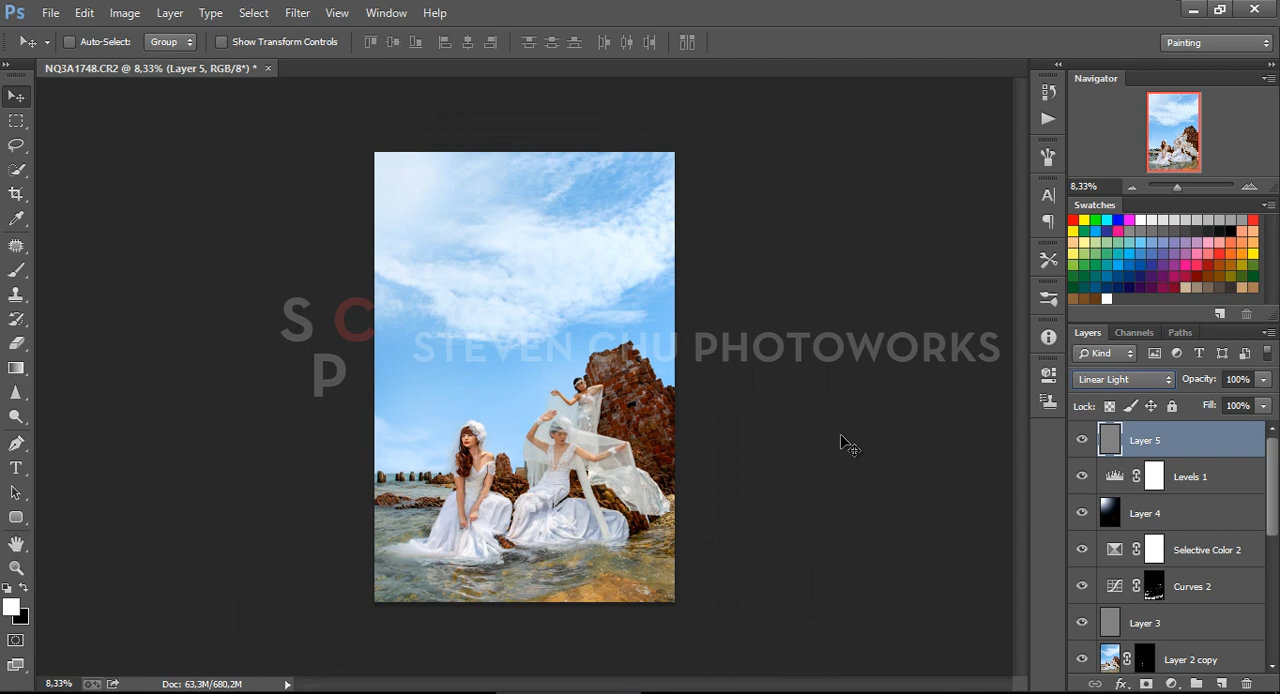 Ps File Edit Image Layer Type Select Filter View Window Help
Auto-Select: Group Show Transform Controls Painting
NQ3A1748.CR2 @ 8,33% (Layer 5, RGB/8*) * ×
Navigator
8,33%
Swatches
S C
P
STEVEN CHU PHOTOWORKS
Layers Channels Paths
Kind
Linear Light Opacity: 100%
Lock: Fill: 100%
Layer 5
Levels 1
Layer 4
Selective Color 2
Curves 2
Layer 3
Layer 2 copy
8,33% Doc: 63,3M/680,2M